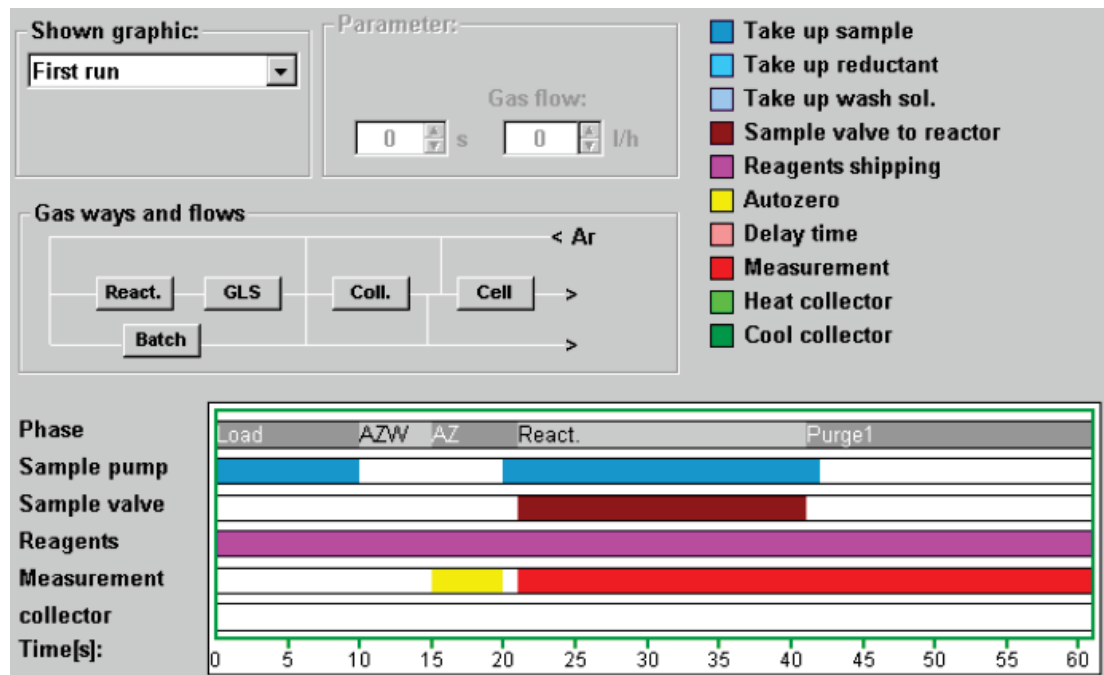 Shown graphic:
First run
Parameter:
Gas flow:
0 s 0 l/h
Take up sample
Take up reductant
Take up wash sol.
Sample valve to reactor
Reagents shipping
Autozero
Delay time
Measurement
Heat collector
Cool collector
Gas ways and flows
< Ar
React. GLS Coll. Cell >
Batch >
Phase Load AZW AZ React. Purge1
Sample pump
Sample valve
Reagents
Measurement
collector
Time[s]: 0 5 10 15 20 25 30 35 40 45 50 55 60